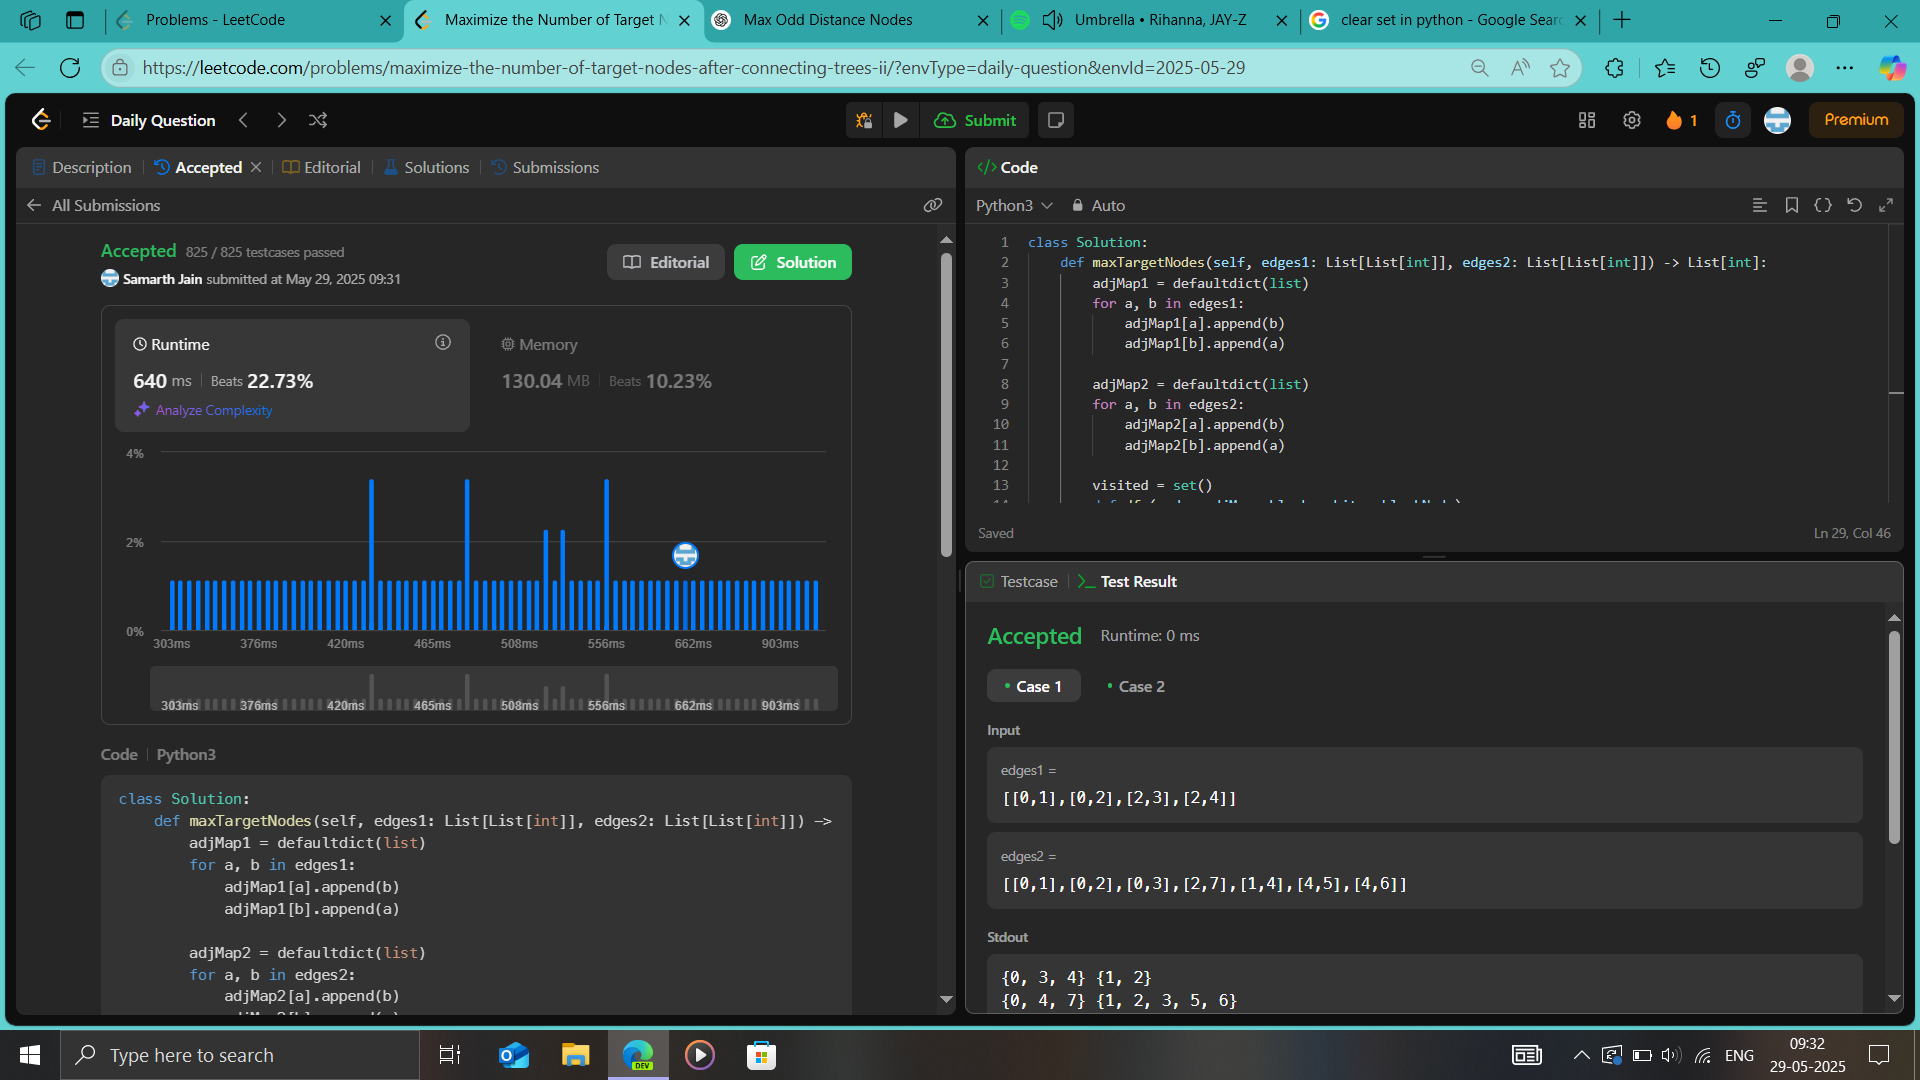 Problems - LeetCode
Maximize the Number of Target N
Max Odd Distance Nodes
Umbrella • Rihanna, JAY-Z
clear set in python - Google Sear
https://leetcode.com/problems/maximize-the-number-of-target-nodes-after-connecting-trees-ii/?envType=daily-question&envId=2025-05-29
Daily Question
Submit
1
Premium
Description
Accepted
Editorial
Solutions
Submissions
All Submissions
Accepted 825 / 825 testcases passed
Samarth Jain submitted at May 29, 2025 09:31
Editorial
Solution
Runtime
640 ms Beats 22.73%
Analyze Complexity
Memory
130.04 MB Beats 10.23%
4%
2%
0%
303ms 376ms 420ms 465ms 508ms 556ms 662ms 903ms
303ms 376ms 420ms 465ms 508ms 556ms 662ms 903ms
Code Python3
class Solution:
def maxTargetNodes(self, edges1: List[List[int]], edges2: List[List[int]]) ->
adjMap1 = defaultdict(list)
for a, b in edges1:
adjMap1[a].append(b)
adjMap1[b].append(a)
adjMap2 = defaultdict(list)
for a, b in edges2:
adjMap2[a].append(b)
Code
Python3 Auto
1 class Solution:
2 def maxTargetNodes(self, edges1: List[List[int]], edges2: List[List[int]]) -> List[int]:
3 adjMap1 = defaultdict(list)
4 for a, b in edges1:
5 adjMap1[a].append(b)
6 adjMap1[b].append(a)
7
8 adjMap2 = defaultdict(list)
9 for a, b in edges2:
10 adjMap2[a].append(b)
11 adjMap2[b].append(a)
12
13 visited = set()
Saved
Ln 29, Col 46
Testcase
Test Result
Accepted Runtime: 0 ms
• Case 1
• Case 2
Input
edges1 =
[[0,1],[0,2],[2,3],[2,4]]
edges2 =
[[0,1],[0,2],[0,3],[2,7],[1,4],[4,5],[4,6]]
Stdout
{0, 3, 4} {1, 2}
{0, 4, 7} {1, 2, 3, 5, 6}
Type here to search
DEV
ENG
09:32
29-05-2025